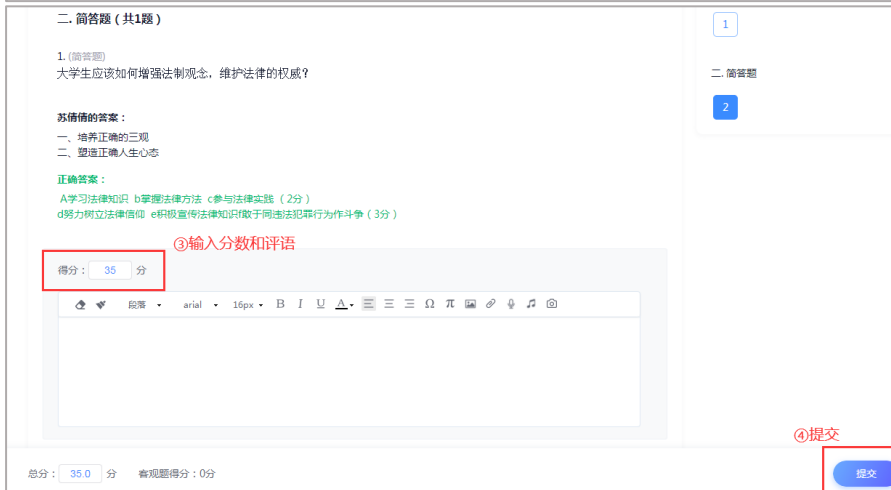 二. 简答题（共1题）
1
1. (简答题)
大学生应该如何增强法制观念，维护法律的权威？
二. 简答题
2
苏倩倩的答案：
一、培养正确的三观
二、塑造正确人生心态
正确答案：
A学习法律知识 b掌握法律方法 c参与法律实践（2分）
d努力树立法律信仰 e积极宣传法律知识f敢于同违法犯罪行为作斗争（3分）
③输入分数和评语
得分： 35 分
段落 arial 16px B I U A Ω π
④提交
总分： 35.0 分 客观题得分：0分
提交